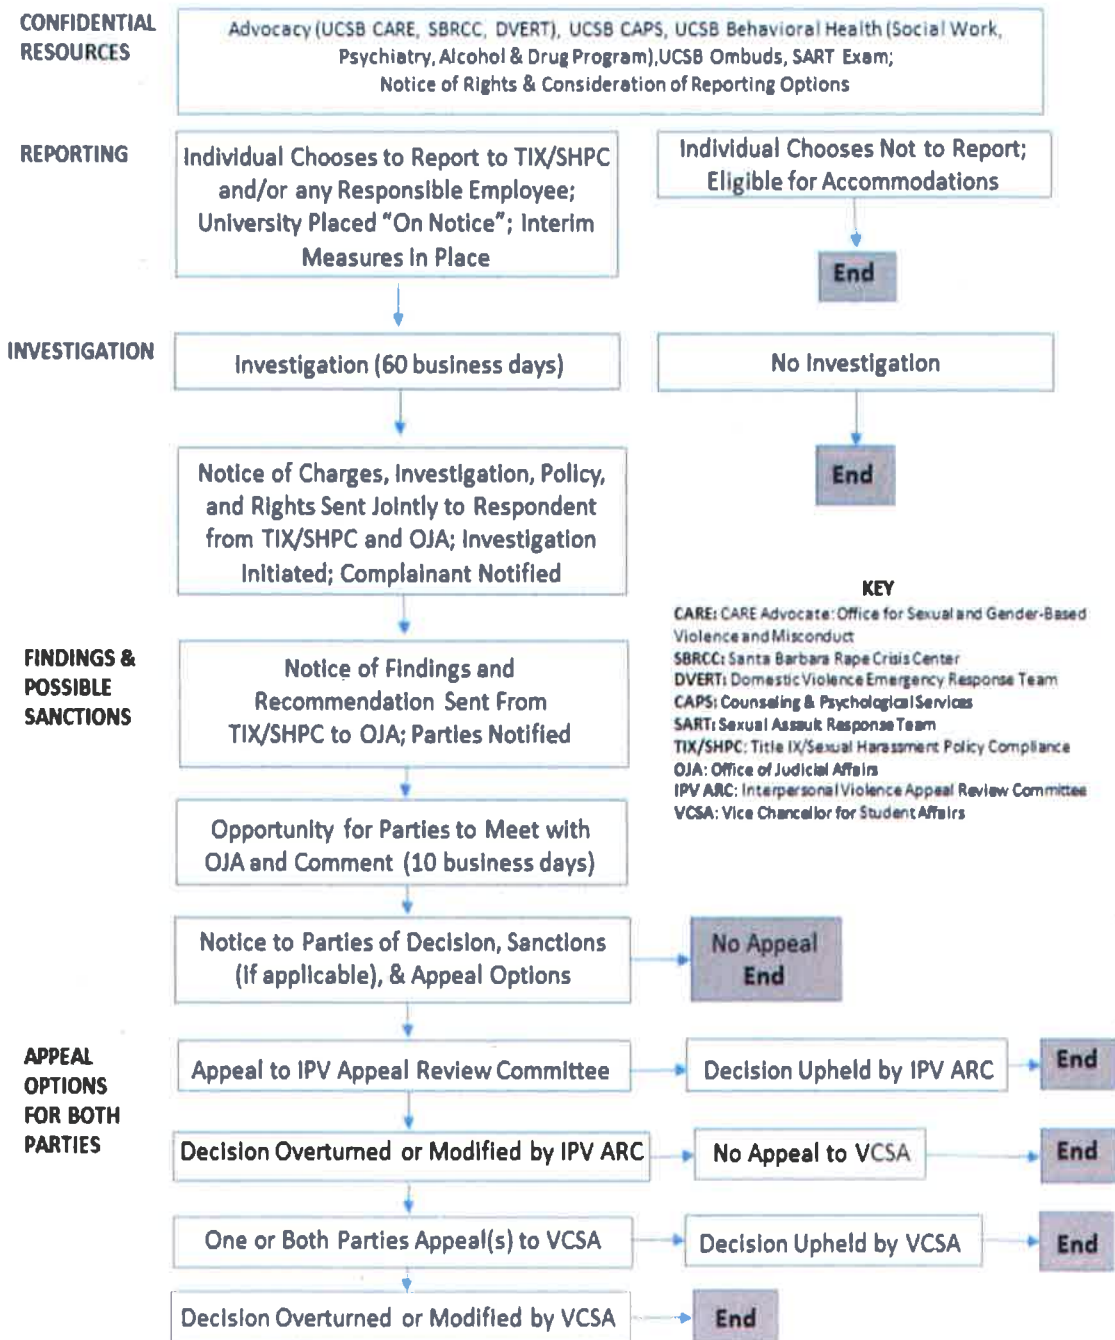 CONFIDENTIAL
RESOURCES
Advocacy (UCSB CARE, SBRCC, DVERT), UCSB CAPS, UCSB Behavioral Health (Social Work,
Psychiatry, Alcohol & Drug Program),UCSB Ombuds, SART Exam;
Notice of Rights & Consideration of Reporting Options
REPORTING
Individual Chooses to Report to TIX/SHPC
and/or any Responsible Employee;
University Placed "On Notice"; Interim
Measures in Place
Individual Chooses Not to Report;
Eligible for Accommodations
End
INVESTIGATION
Investigation (60 business days)
No Investigation
End
Notice of Charges, Investigation, Policy,
and Rights Sent Jointly to Respondent
from TIX/SHPC and OJA; Investigation
Initiated; Complainant Notified
KEY
CARE: CARE Advocate: Office for Sexual and Gender-Based
Violence and Misconduct
SBRCC: Santa Barbara Rape Crisis Center
DVERT: Domestic Violence Emergency Response Team
CAPS: Counseling & Psychological Services
SART: Sexual Assault Response Team
TIX/SHPC: Title IX/Sexual Harassment Policy Compliance
OJA: Office of Judicial Affairs
IPV ARC: Interpersonal Violence Appeal Review Committee
VCSA: Vice Chancellor for Student Affairs
FINDINGS &
POSSIBLE
SANCTIONS
Notice of Findings and
Recommendation Sent From
TIX/SHPC to OJA; Parties Notified
Opportunity for Parties to Meet with
OJA and Comment (10 business days)
Notice to Parties of Decision, Sanctions
(if applicable), & Appeal Options
No Appeal
End
APPEAL
OPTIONS
FOR BOTH
PARTIES
Appeal to IPV Appeal Review Committee
Decision Upheld by IPV ARC
End
Decision Overturned or Modified by IPV ARC
No Appeal to VCSA
End
One or Both Parties Appeal(s) to VCSA
Decision Upheld by VCSA
End
Decision Overturned or Modified by VCSA
End